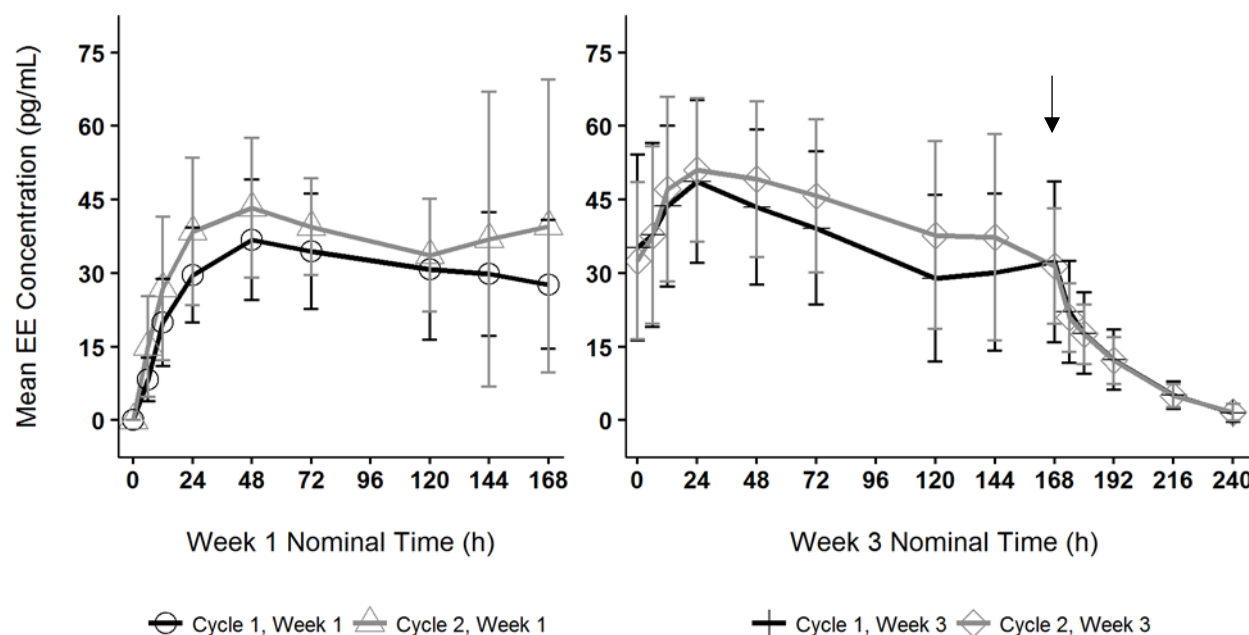 Mean EE Concentration (pg/mL)
75
60
45
30
15
0
0 24 48 72 96 120 144 168
Week 1 Nominal Time (h)
Cycle 1, Week 1 Cycle 2, Week 1
75
60
45
30
15
0
0 24 48 72 96 120 144 168 192 216 240
Week 3 Nominal Time (h)
Cycle 1, Week 3 Cycle 2, Week 3